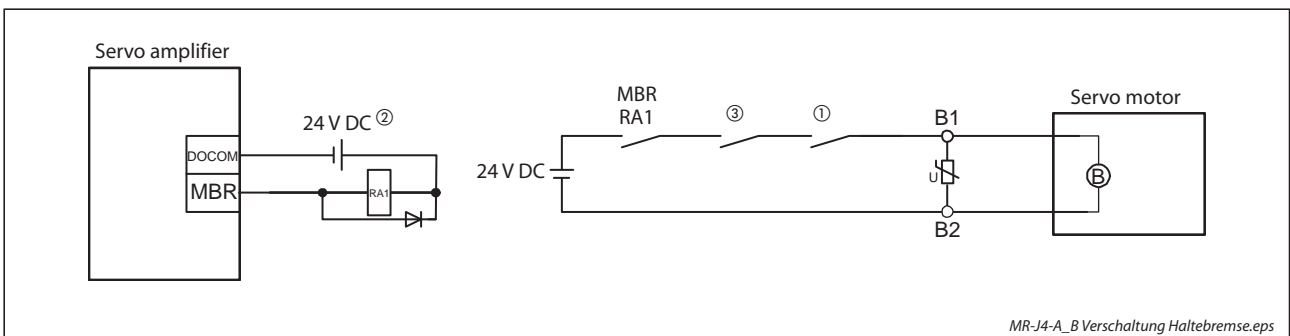 Servo amplifier
DOCOM
MBR
24 V DC ②
RA1
MBR
RA1
③
①
24 V DC
B1
U
B2
Servo motor
B
MR-J4-A_B Verschaltung Haltebremse.eps